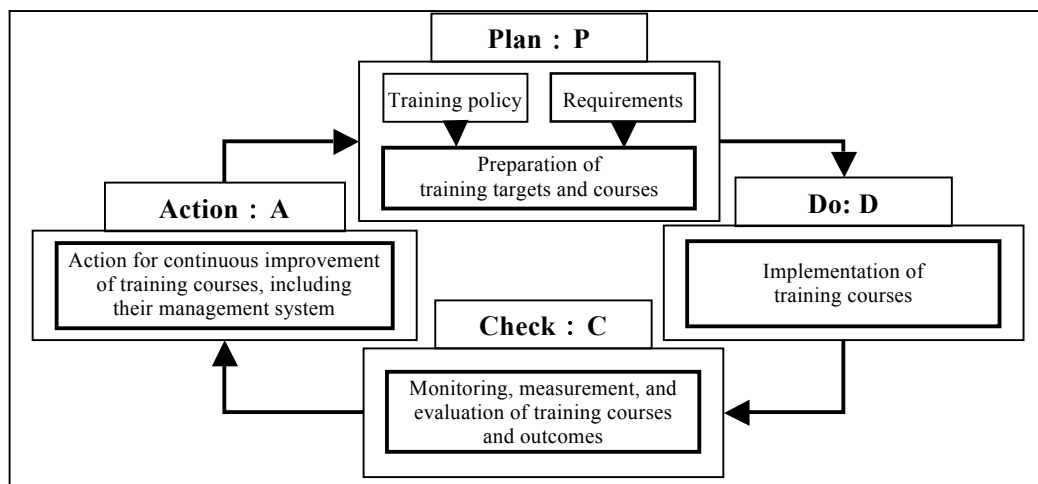 Plan : P
Training policy
Requirements
Preparation of
training targets and courses
Action : A
Action for continuous improvement
of training courses, including
their management system
Do: D
Implementation of
training courses
Check : C
Monitoring, measurement, and
evaluation of training courses
and outcomes